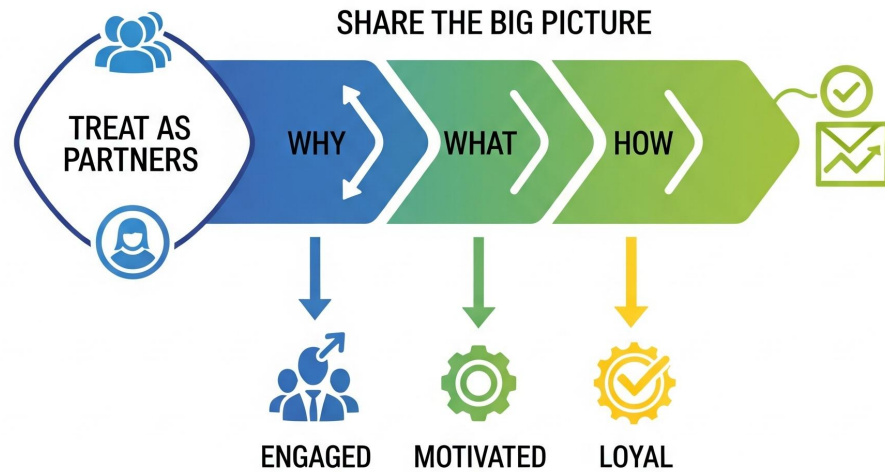 SHARE THE BIG PICTURE
TREAT AS
PARTNERS
WHY
WHAT
HOW
ENGAGED
MOTIVATED
LOYAL